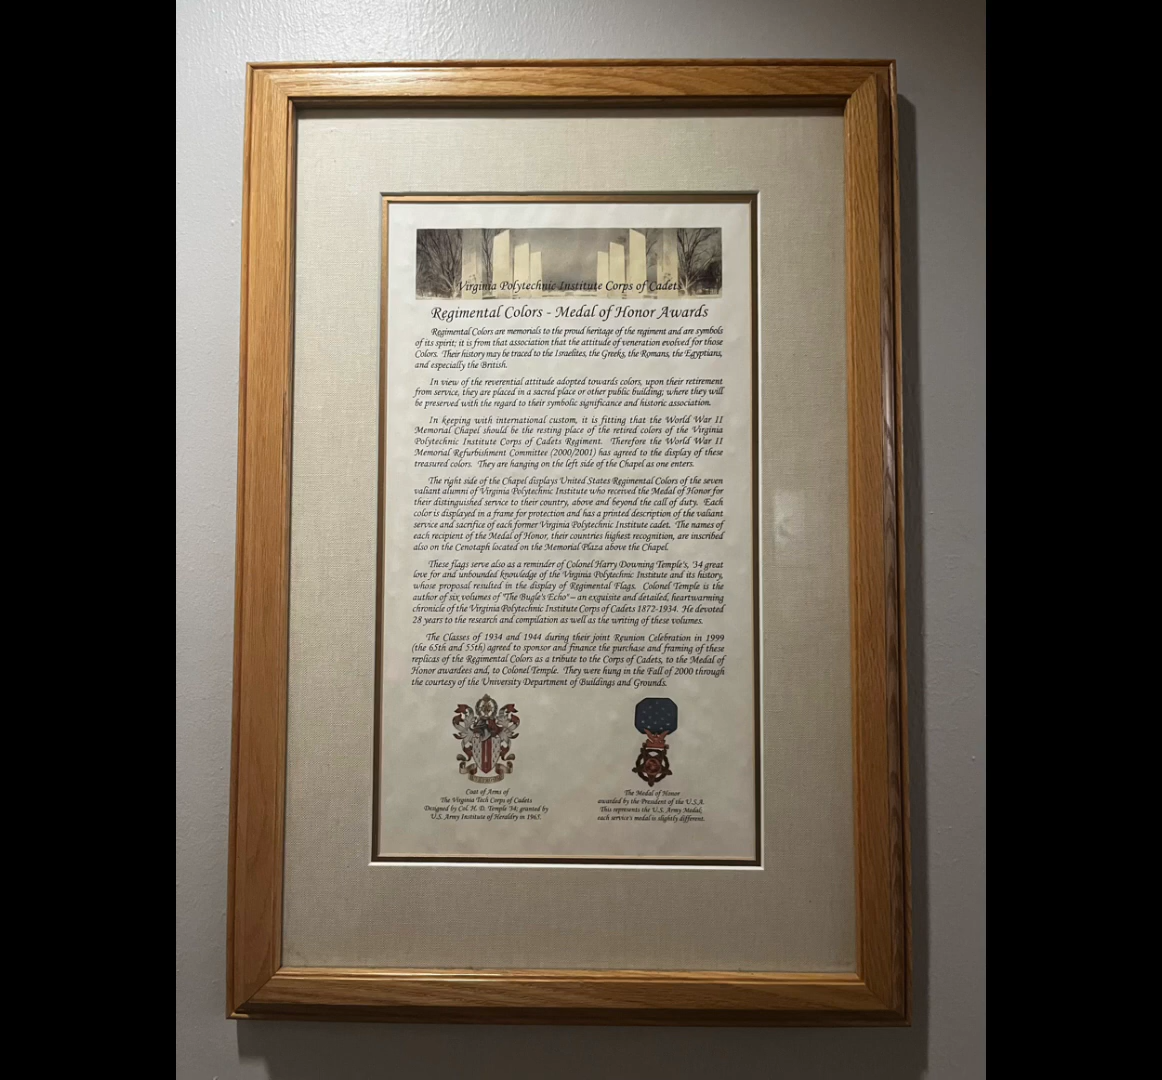 Virginia Polytechnic Institute Corps of Cadets
Regimental Colors - Medal of Honor Awards
Regimental Colors are memorials to the proud heritage of the regiment and are symbols
of its spirit; it is from that association that the attitude of veneration evolved for those
Colors. Their history may be traced to the Israelites, the Greeks, the Romans, the Egyptians,
and especially the British.
In view of the reverential attitude adopted towards colors, upon their retirement
from service, they are placed in a sacred place or other public building; where they will
be preserved with the regard to their symbolic significance and historic association.
In keeping with international custom, it is fitting that the World War II
Memorial Chapel should be the resting place of the retired colors of the Virginia
Polytechnic Institute Corps of Cadets Regiment. Therefore the World War II
Memorial Refurbishment Committee (2000/2001) has agreed to the display of these
treasured colors. They are hanging on the left side of the Chapel as one enters.
The right side of the Chapel displays United States Regimental Colors of the seven
valiant alumni of Virginia Polytechnic Institute who received the Medal of Honor for
their distinguished service to their country, above and beyond the call of duty. Each
color is displayed in a frame for protection and has a printed description of the valiant
service and sacrifice of each former Virginia Polytechnic Institute cadet. The names of
each recipient of the Medal of Honor, their countries highest recognition, are inscribed
also on the Cenotaph located on the Memorial Plaza above the Chapel.
These flags serve also as a reminder of Colonel Harry Downing Temple's, '34 great
love for and unbounded knowledge of the Virginia Polytechnic Institute and its history,
whose proposal resulted in the display of Regimental Flags. Colonel Temple is the
author of six volumes of "The Bugle's Echo" – an exquisite and detailed, heartwarming
chronicle of the Virginia Polytechnic Institute Corps of Cadets 1872-1934. He devoted
28 years to the research and compilation as well as the writing of these volumes.
The Classes of 1934 and 1944 during their joint Reunion Celebration in 1999
(the 65th and 55th) agreed to sponsor and finance the purchase and framing of these
replicas of the Regimental Colors as a tribute to the Corps of Cadets, to the Medal of
Honor awardees and, to Colonel Temple. They were hung in the Fall of 2000 through
the courtesy of the University Department of Buildings and Grounds.
Coat of Arms of
The Virginia Tech Corps of Cadets
Designed by Col. H. D. Temple '34; granted by
U.S. Army Institute of Heraldry in 1965.
The Medal of Honor
awarded by the President of the U.S.A.
This represents the U.S. Army Medal;
each service's medal is slightly different.